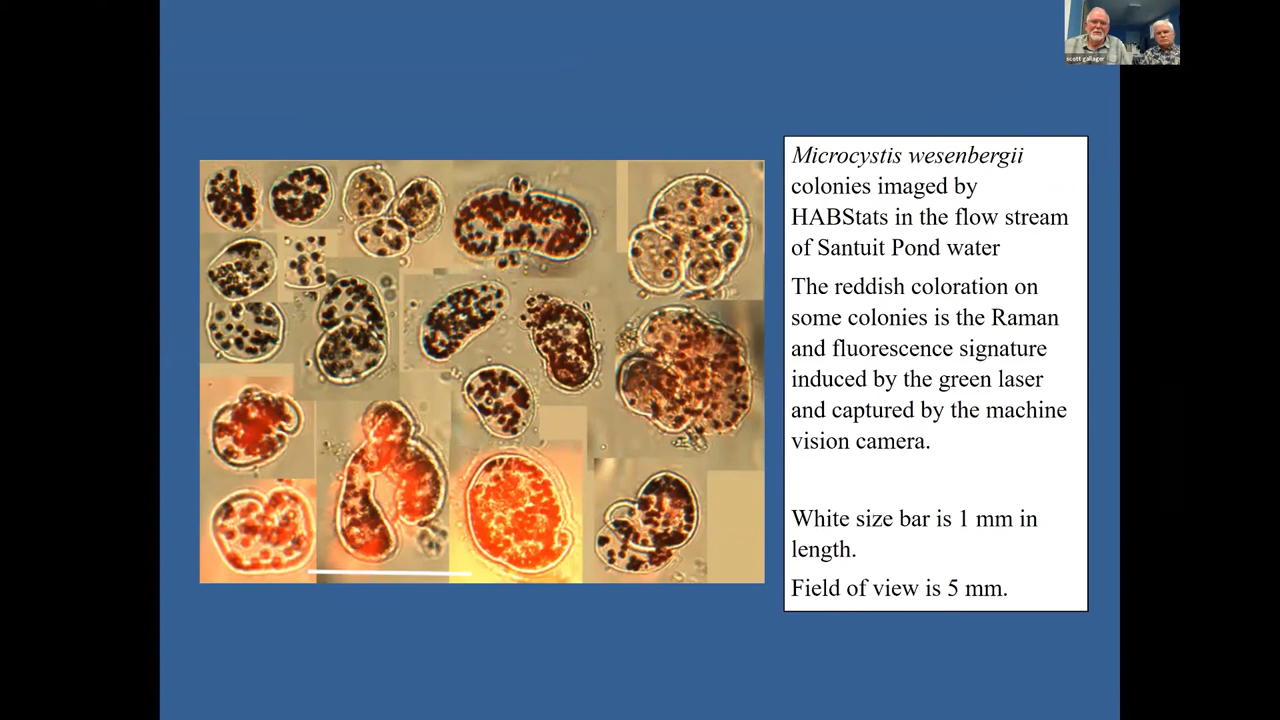 scott gallager
Microcystis wesenbergii
colonies imaged by
HABStats in the flow stream
of Santuit Pond water
The reddish coloration on
some colonies is the Raman
and fluorescence signature
induced by the green laser
and captured by the machine
vision camera.
White size bar is 1 mm in
length.
Field of view is 5 mm.